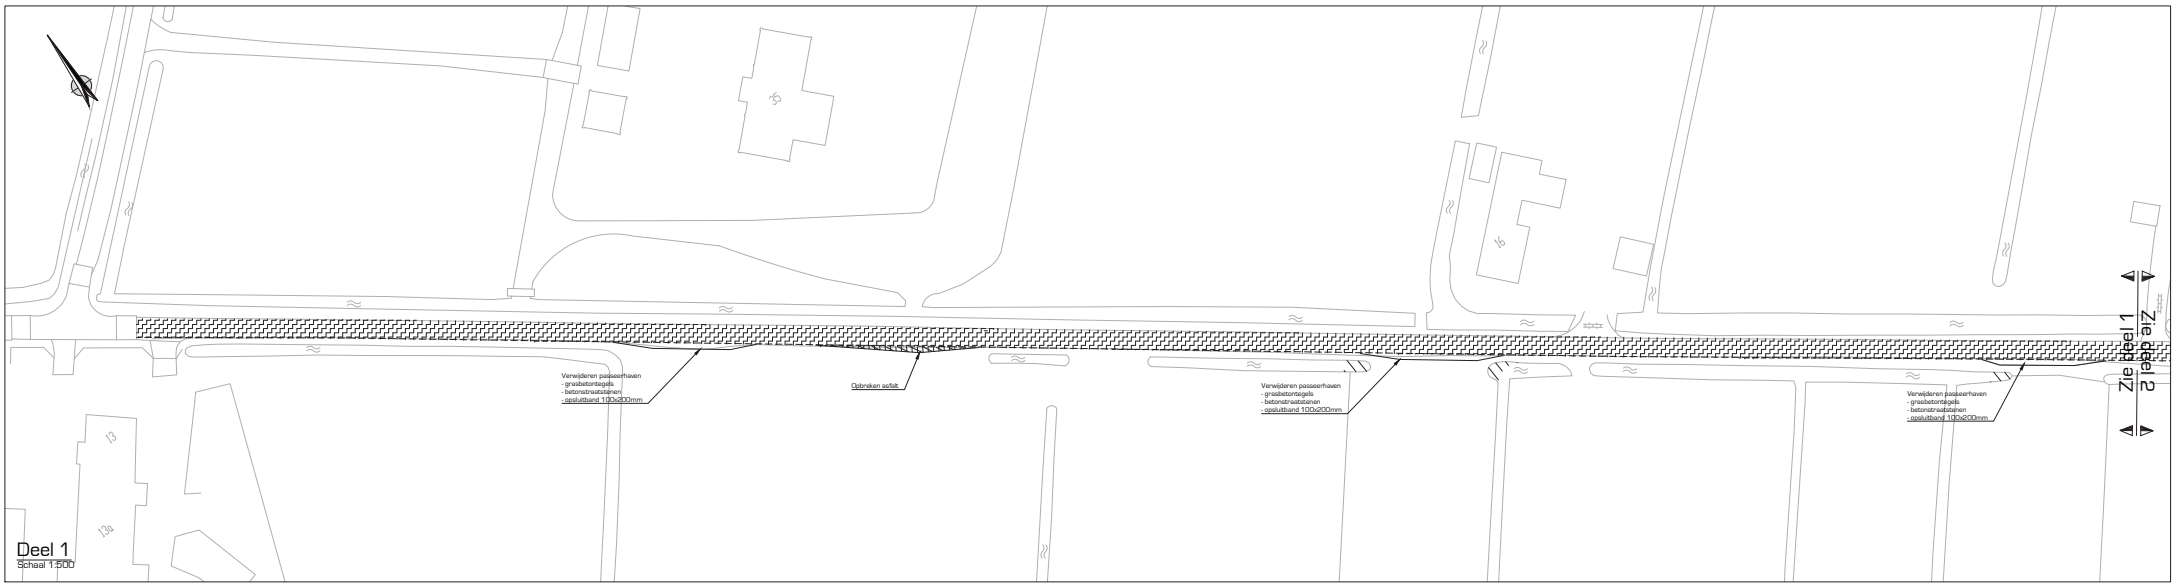 35
16
Zie deel 1
Zie deel 2
Verwijderen passeerhaven
- grasbetontegels
- betonstraatstenen
- opsluitband 100x200mm
Opbreken asfalt
Verwijderen passeerhaven
- grasbetontegels
- betonstraatstenen
- opsluitband 100x200mm
Verwijderen passeerhaven
- grasbetontegels
- betonstraatstenen
- opsluitband 100x200mm
13
13a
Deel 1
Schaal 1:500